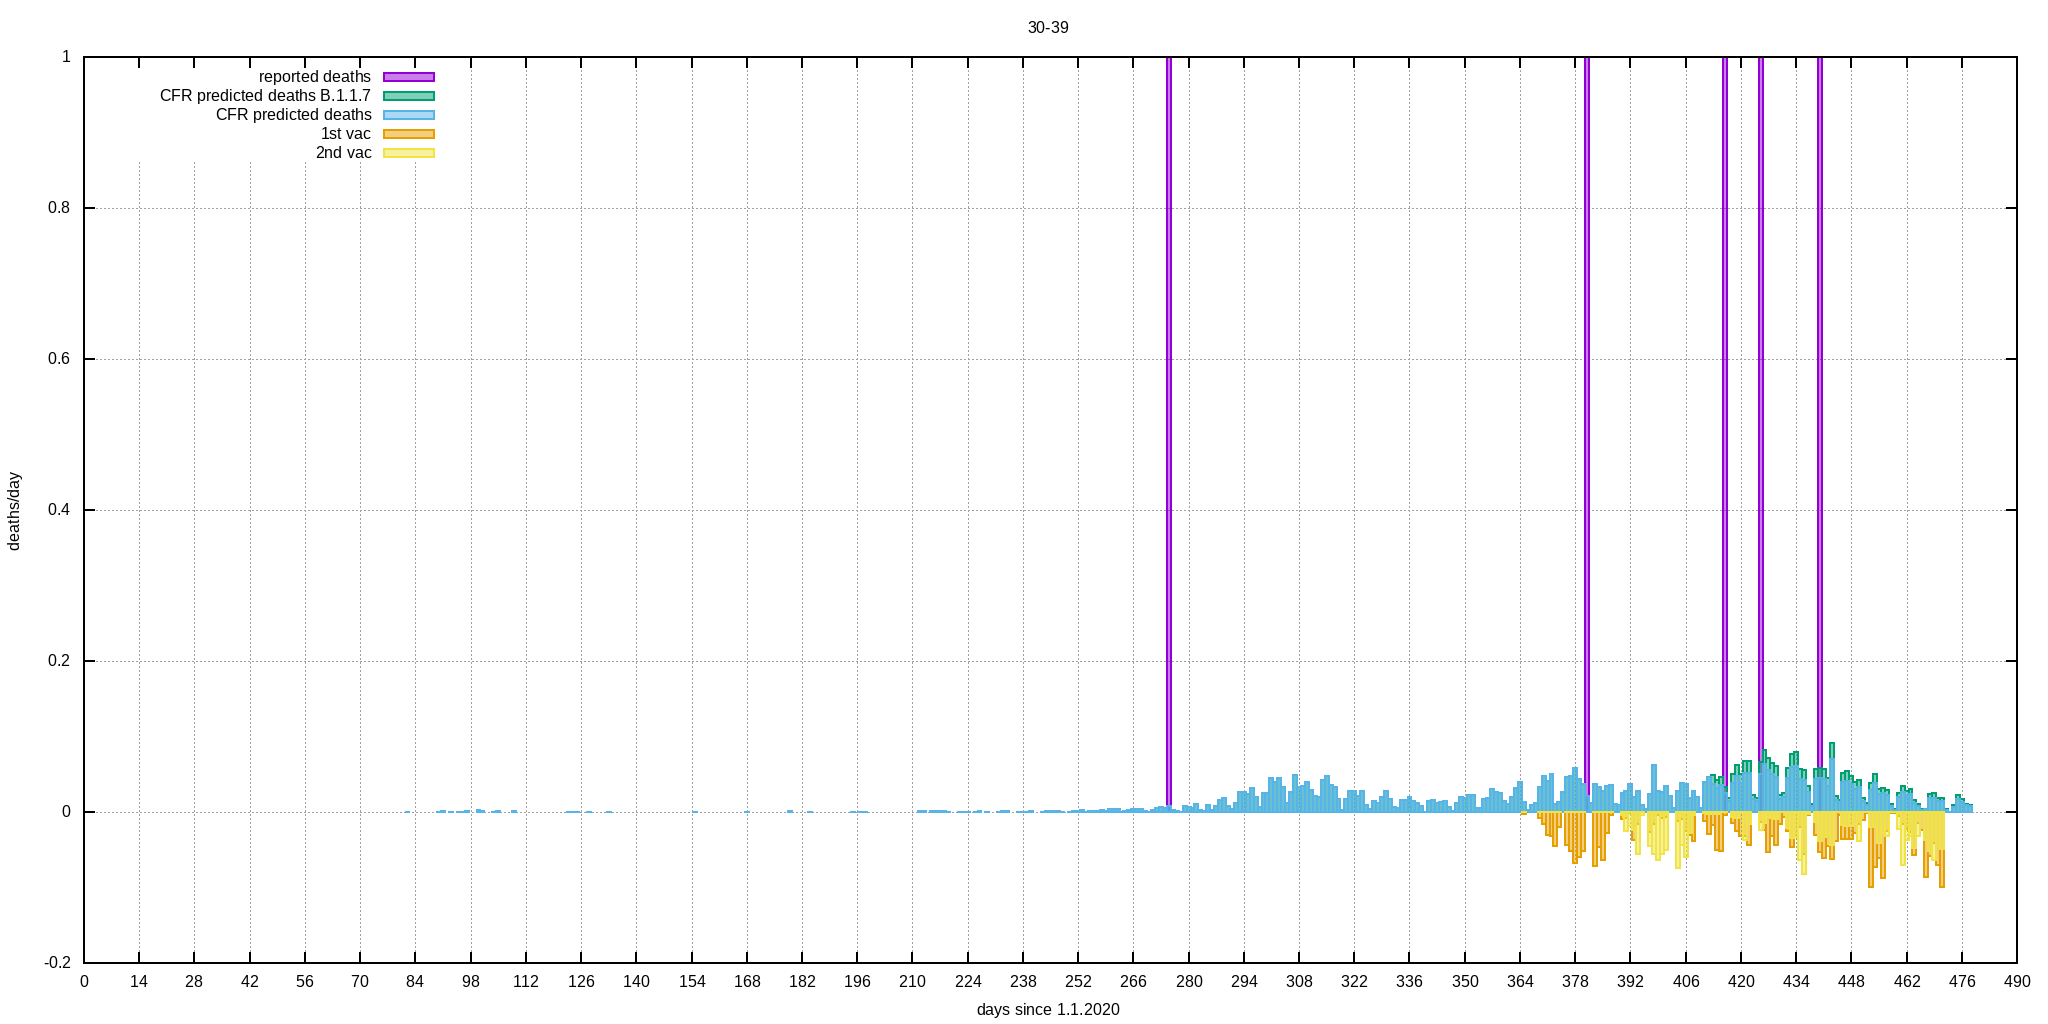 30-39
1
reported deaths
CFR predicted deaths B.1.1.7
CFR predicted deaths
1st vac
2nd vac
0.8
0.6
0.4
deaths/day
0.2
0
-0.2
0 14 28 42 56 70 84 98 112 126 140 154 168 182 196 210 224 238 252 266 280 294 308 322 336 350 364 378 392 406 420 434 448 462 476 490
days since 1.1.2020